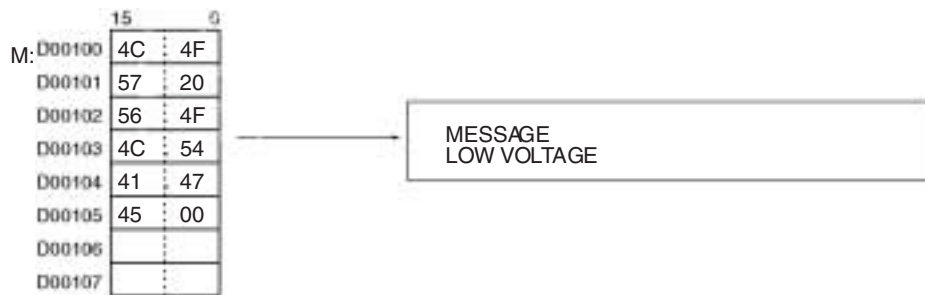 15 0
M: D00100 4C 4F
D00101 57 20
D00102 56 4F
D00103 4C 54
D00104 41 47
D00105 45 00
D00106
D00107
MESSAGE
LOW VOLTAGE